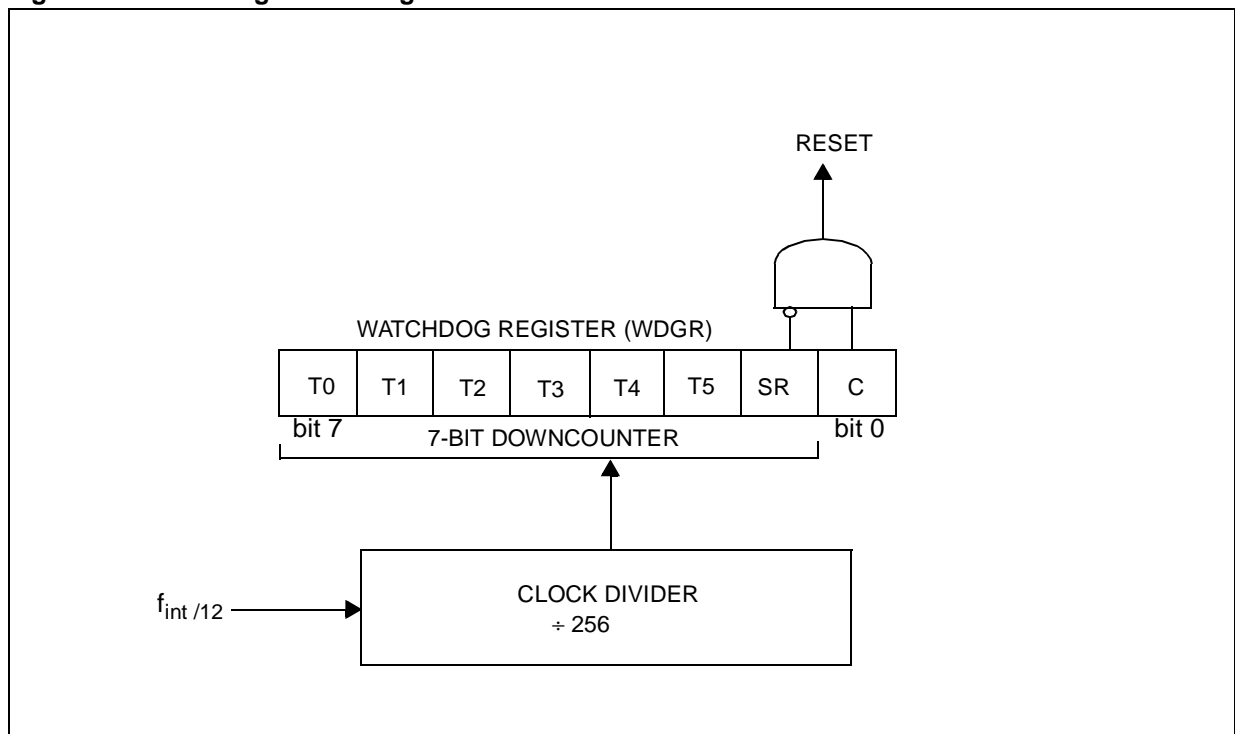 RESET
WATCHDOG REGISTER (WDGR)
T0 T1 T2 T3 T4 T5 SR C
bit 7 7-BIT DOWNCOUNTER bit 0
CLOCK DIVIDER
fint /12
÷ 256